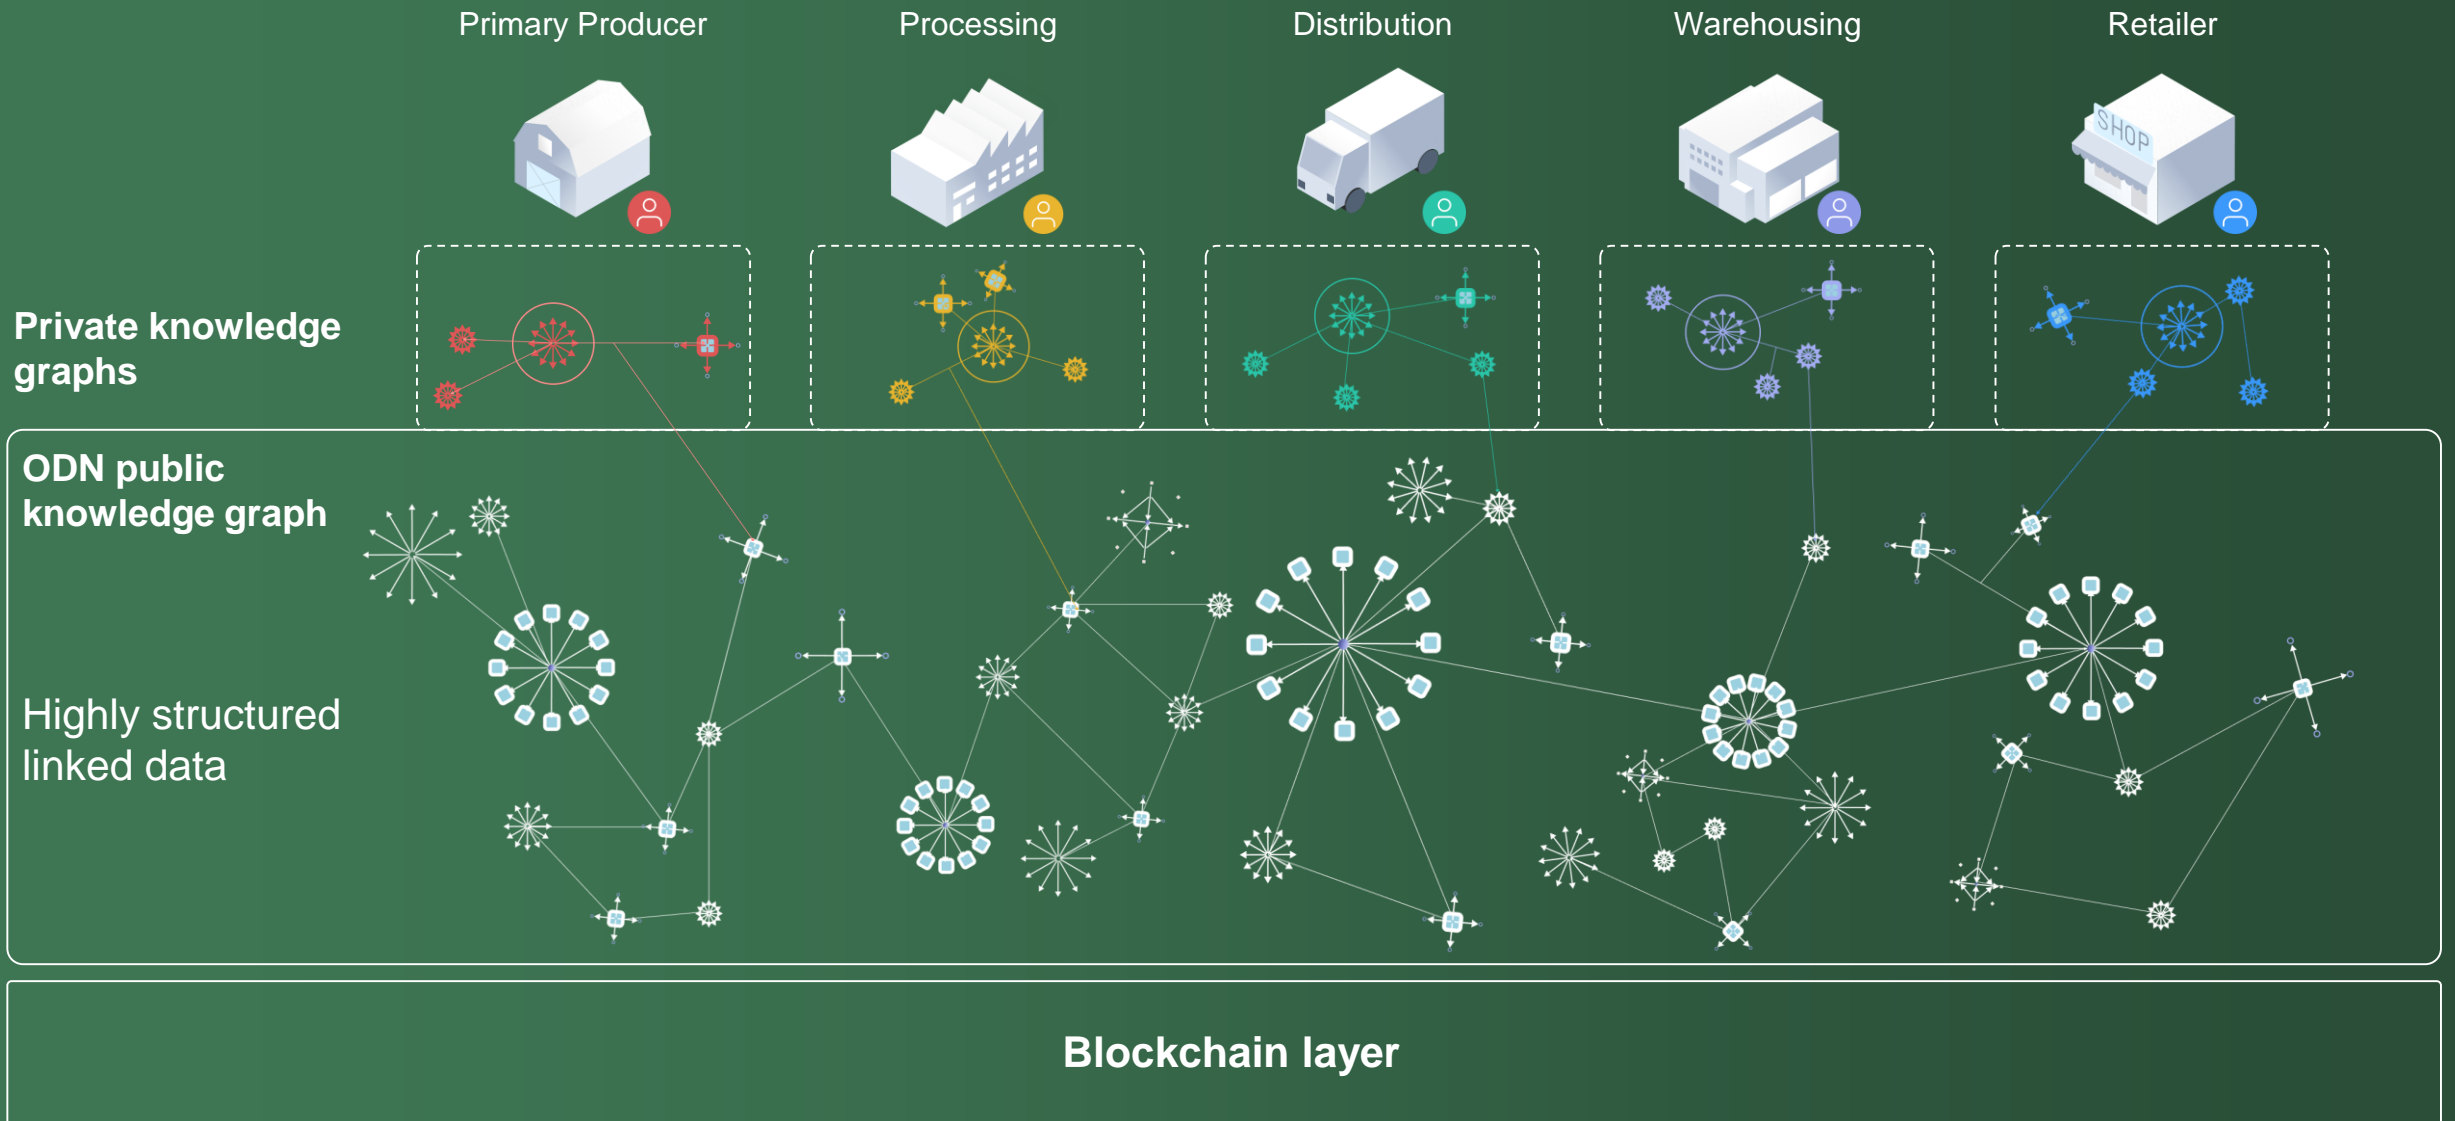 Primary Producer
Processing
Distribution
Warehousing
Retailer
SHOP
Private knowledge
graphs
ODN public
knowledge graph
Highly structured
linked data
Blockchain layer